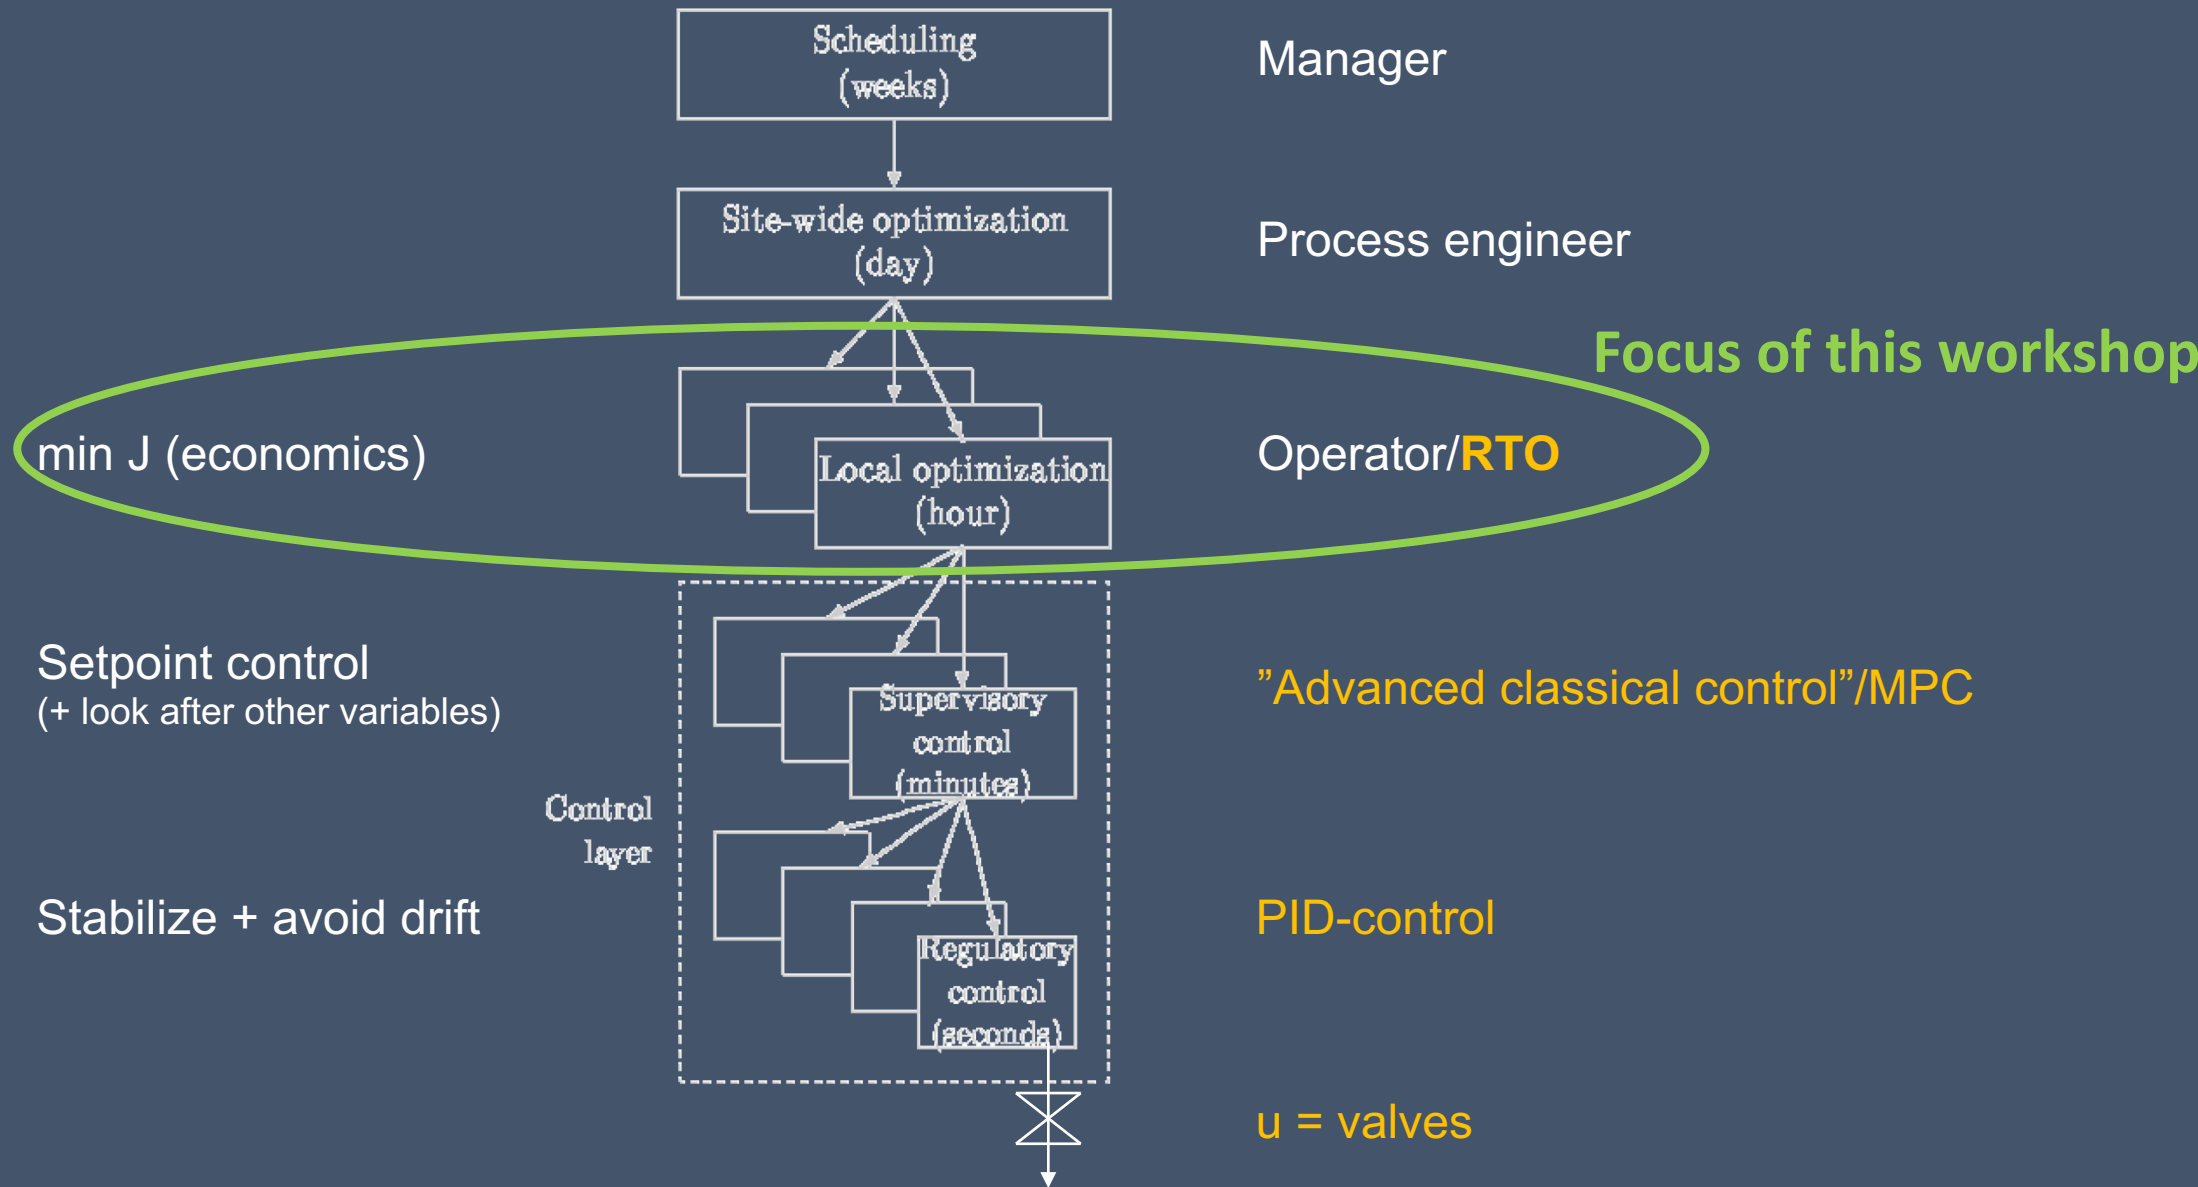 Scheduling
(weeks)
Manager
Site-wide optimization
(day)
Process engineer
Focus of this workshop
min J (economics)
Local optimization
(hour)
Operator/RTO
Setpoint control
(+ look after other variables)
Supervisory
control
(minutes)
”Advanced classical control”/MPC
Control
layer
Stabilize + avoid drift
Regulatory
control
(seconds)
PID-control
u = valves